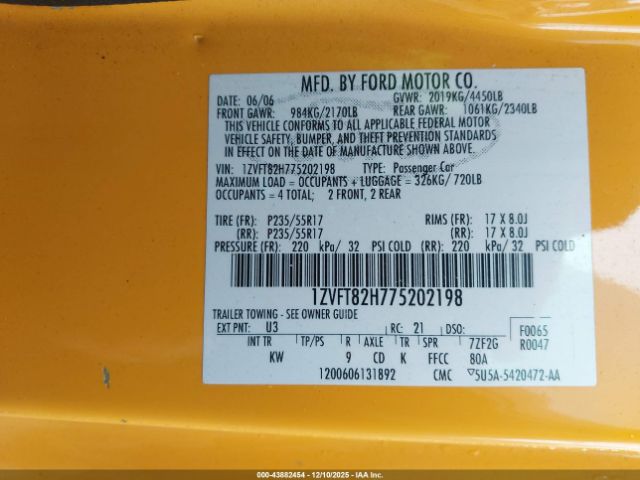 MFD. BY FORD MOTOR CO.
DATE: 06/06 GVWR: 2019KG/4450LB
FRONT GAWR: 984KG/2170LB REAR GAWR: 1061KG/2340LB
THIS VEHICLE CONFORMS TO ALL APPLICABLE FEDERAL MOTOR
VEHICLE SAFETY, BUMPER, AND THEFT PREVENTION STANDARDS
IN EFFECT ON THE DATE OF MANUFACTURE SHOWN ABOVE.
VIN: 1ZVFT82H775202198 TYPE: Passenger Car
MAXIMUM LOAD = OCCUPANTS + LUGGAGE = 326KG/ 720LB
OCCUPANTS = 4 TOTAL; 2 FRONT, 2 REAR
TIRE (FR): P235/55R17 RIMS (FR): 17 X 8.0J
(RR): P235/55R17 (RR): 17 X 8.0J
PRESSURE (FR): 220 kPa/ 32 PSI COLD (RR): 220 kPa/ 32 PSI COLD
1ZVFT82H775202198
TRAILER TOWING - SEE OWNER GUIDE
EXT PNT: U3 RC: 21 DSO: F0065
INT TR TP/PS R AXLE TR SPR 7ZF2G R0047
KW 9 CD K FFCC 80A
1200606131892 CMC ▽5U5A-5420472-AA
000-43882454 | 12/10/2025 - IAA, Inc.